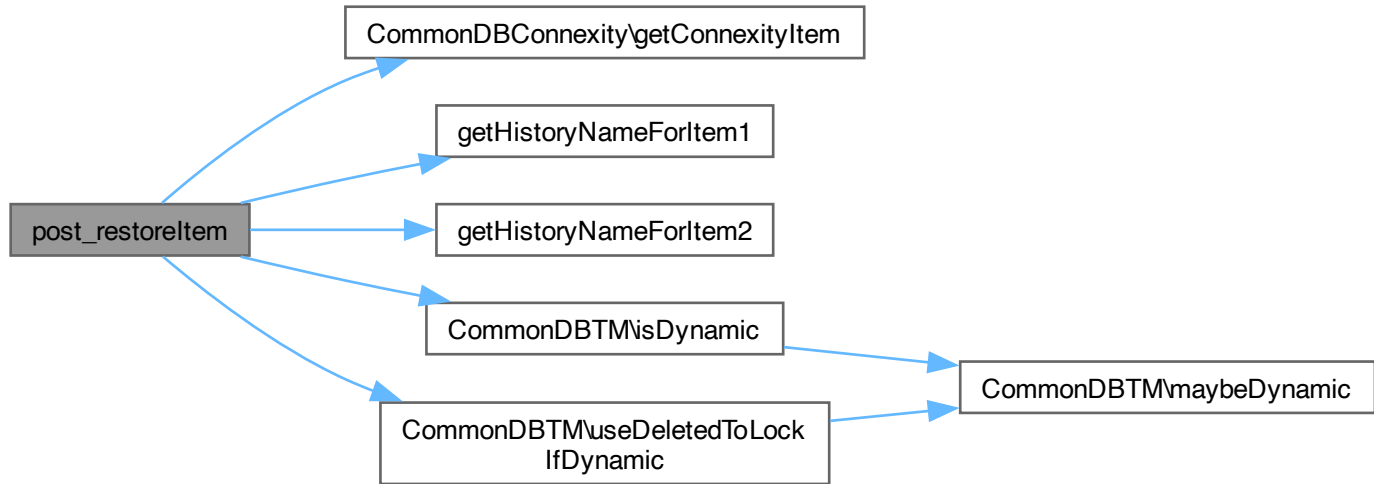 CommonDBConnexity\getConnexityItem
getHistoryNameForItem1
post_restoreItem
getHistoryNameForItem2
CommonDBTM\isDynamic
CommonDBTM\maybeDynamic
CommonDBTM\useDeletedToLock
IfDynamic